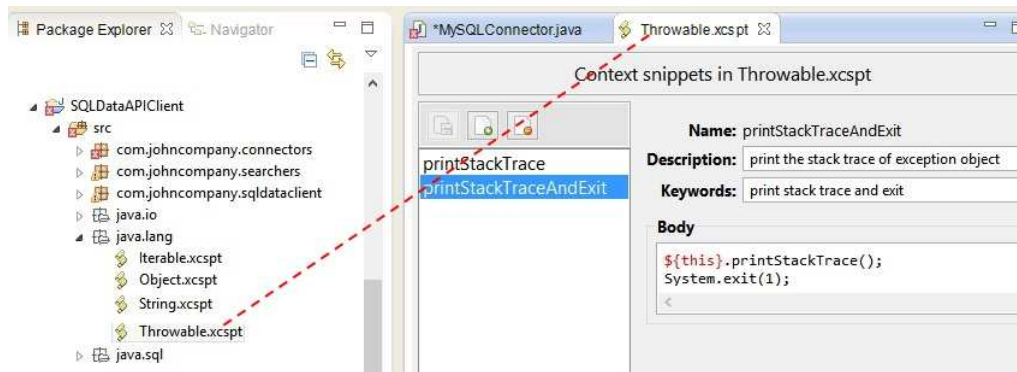 Package Explorer Navigator
SQLDataAPIClient
src
com.johncompany.connectors
com.johncompany.searchers
com.johncompany.sqldataclient
java.io
java.lang
Iterable.xcspt
Object.xcspt
String.xcspt
Throwable.xcspt
java.sql
*MySQLConnector.java Throwable.xcspt
Context snippets in Throwable.xcspt
printStackTrace
printStackTraceAndExit
Name: printStackTraceAndExit
Description: print the stack trace of exception object
Keywords: print stack trace and exit
Body
${this}.printStackTrace();
System.exit(1);